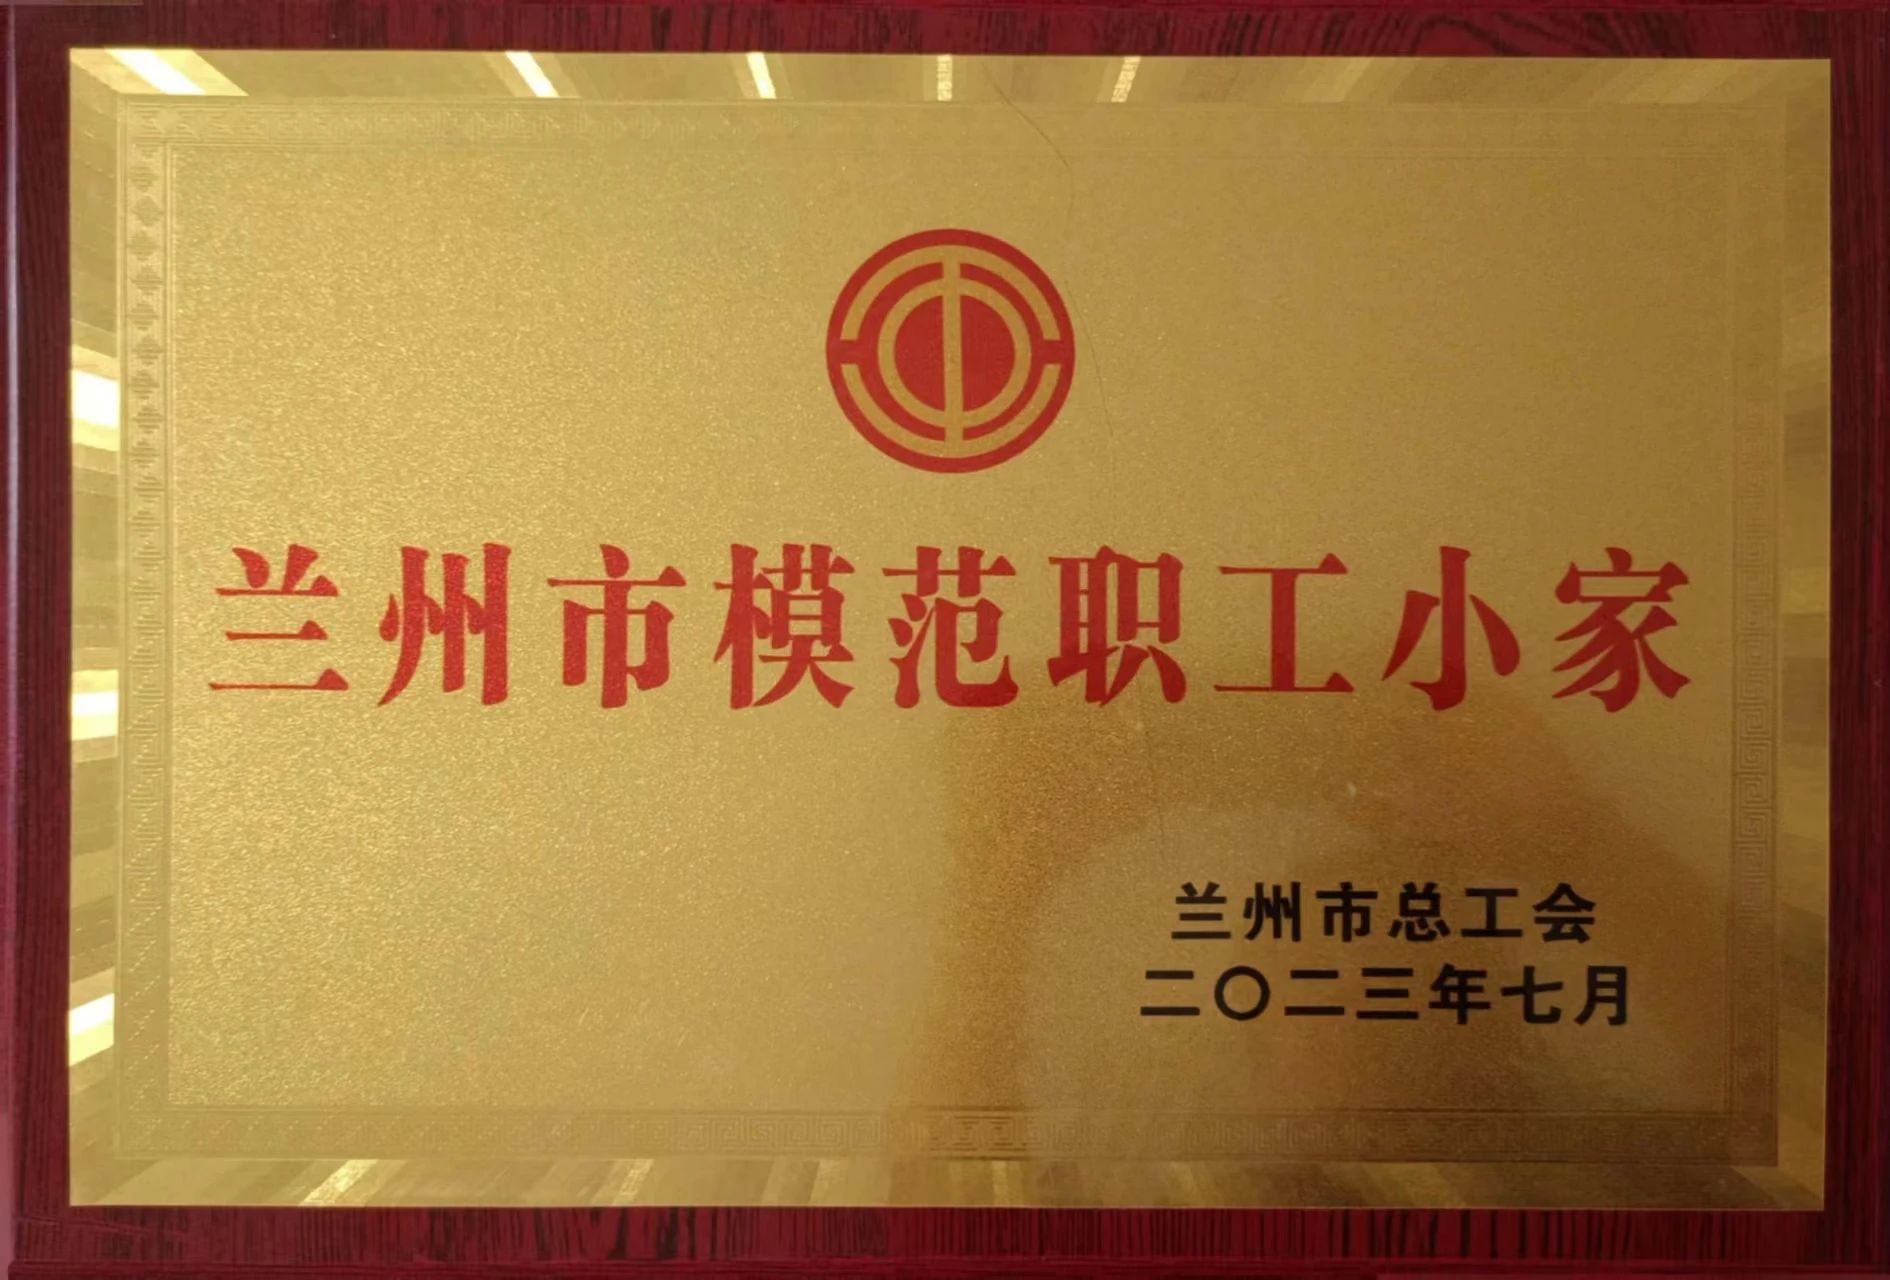 兰州市模范职工小家
兰州市总工会
二〇二三年七月